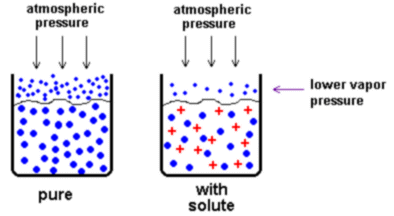 atmospheric
pressure
atmospheric
pressure
lower vapor
pressure
pure
with
solute